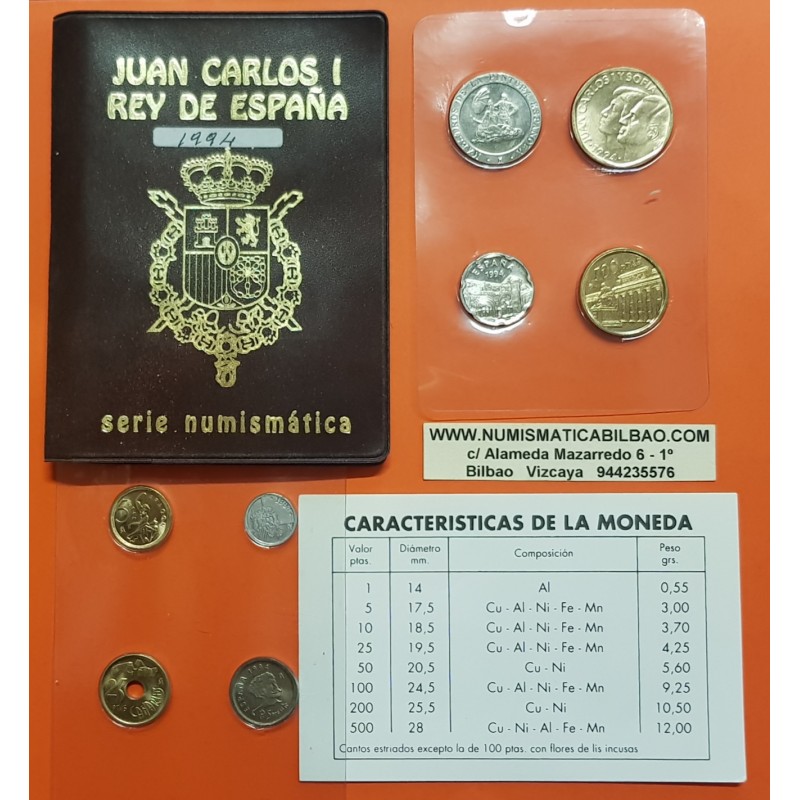 JUAN CARLOS I
REY DE ESPAÑA
1994
serie numismática
JUAN CARLOS I Y SOFIA
1994
ESPAÑA
1994
100
WWW.NUMISMATICABILBAO.COM
c/ Alameda Mazarredo 6 - 1º
Bilbao Vizcaya 944235576
25
CARACTERISTICAS DE LA MONEDA
Valor ptas. Diámetro mm. Composición Peso grs.
1 14 Al 0,55
5 17,5 Cu - Al - Ni - Fe - Mn 3,00
10 18,5 Cu - Al - Ni - Fe - Mn 3,70
25 19,5 Cu - Al - Ni - Fe - Mn 4,25
50 20,5 Cu - Ni 5,60
100 24,5 Cu - Al - Ni - Fe - Mn 9,25
200 25,5 Cu - Ni 10,50
500 28 Cu - Ni - Al - Fe - Mn 12,00
Cantos estriados excepto la de 100 ptas. con flores de lis incusas